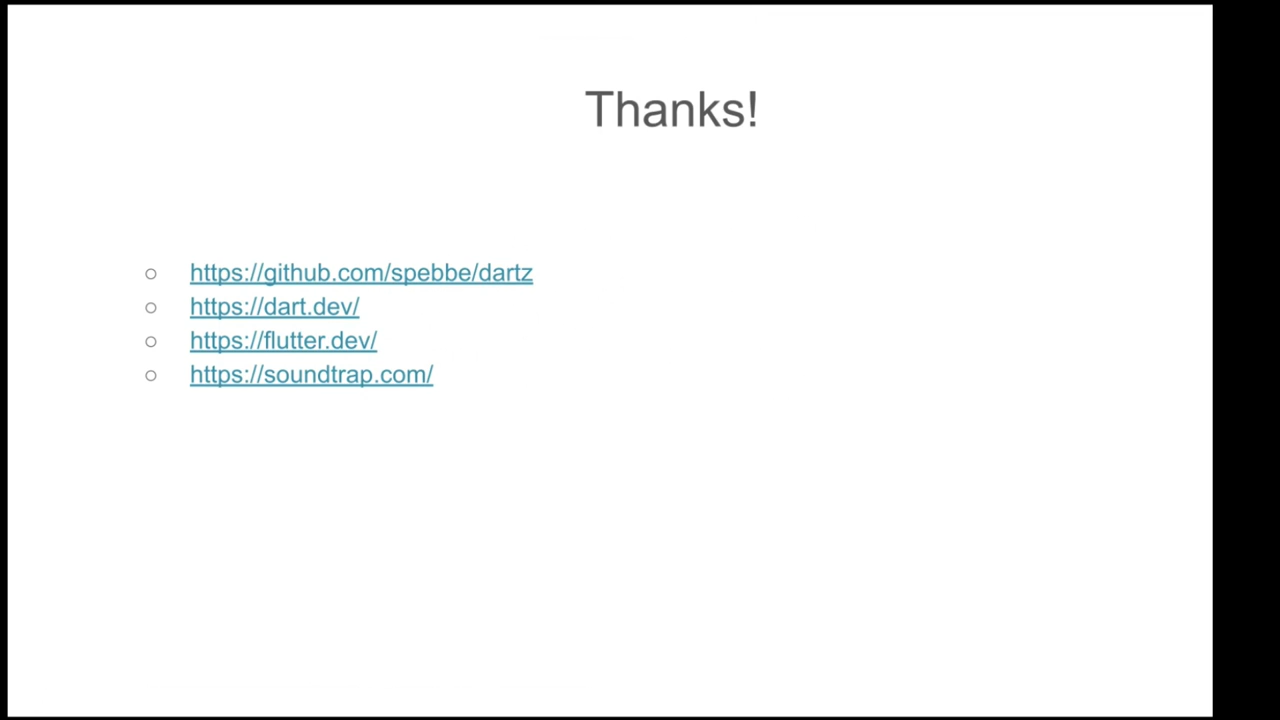 Thanks!
https://github.com/spebbe/dartz
https://dart.dev/
https://flutter.dev/
https://soundtrap.com/